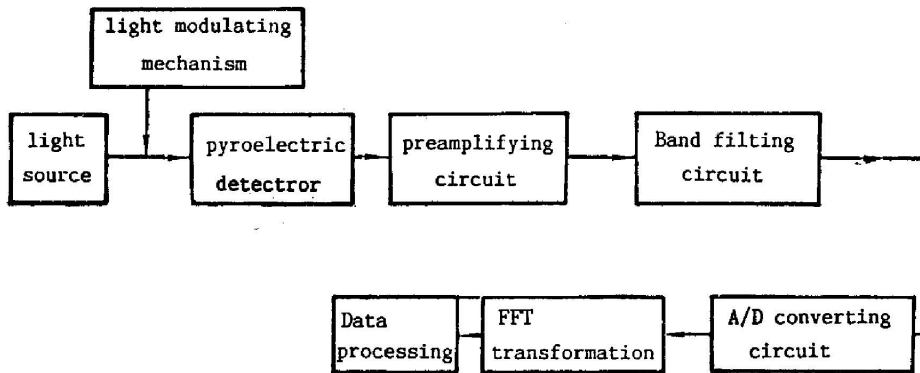 light modulating
mechanism
light
source
pyroelectric
detectror
preamplifying
circuit
Band filting
circuit
Data
processing
FFT
transformation
A/D converting
circuit